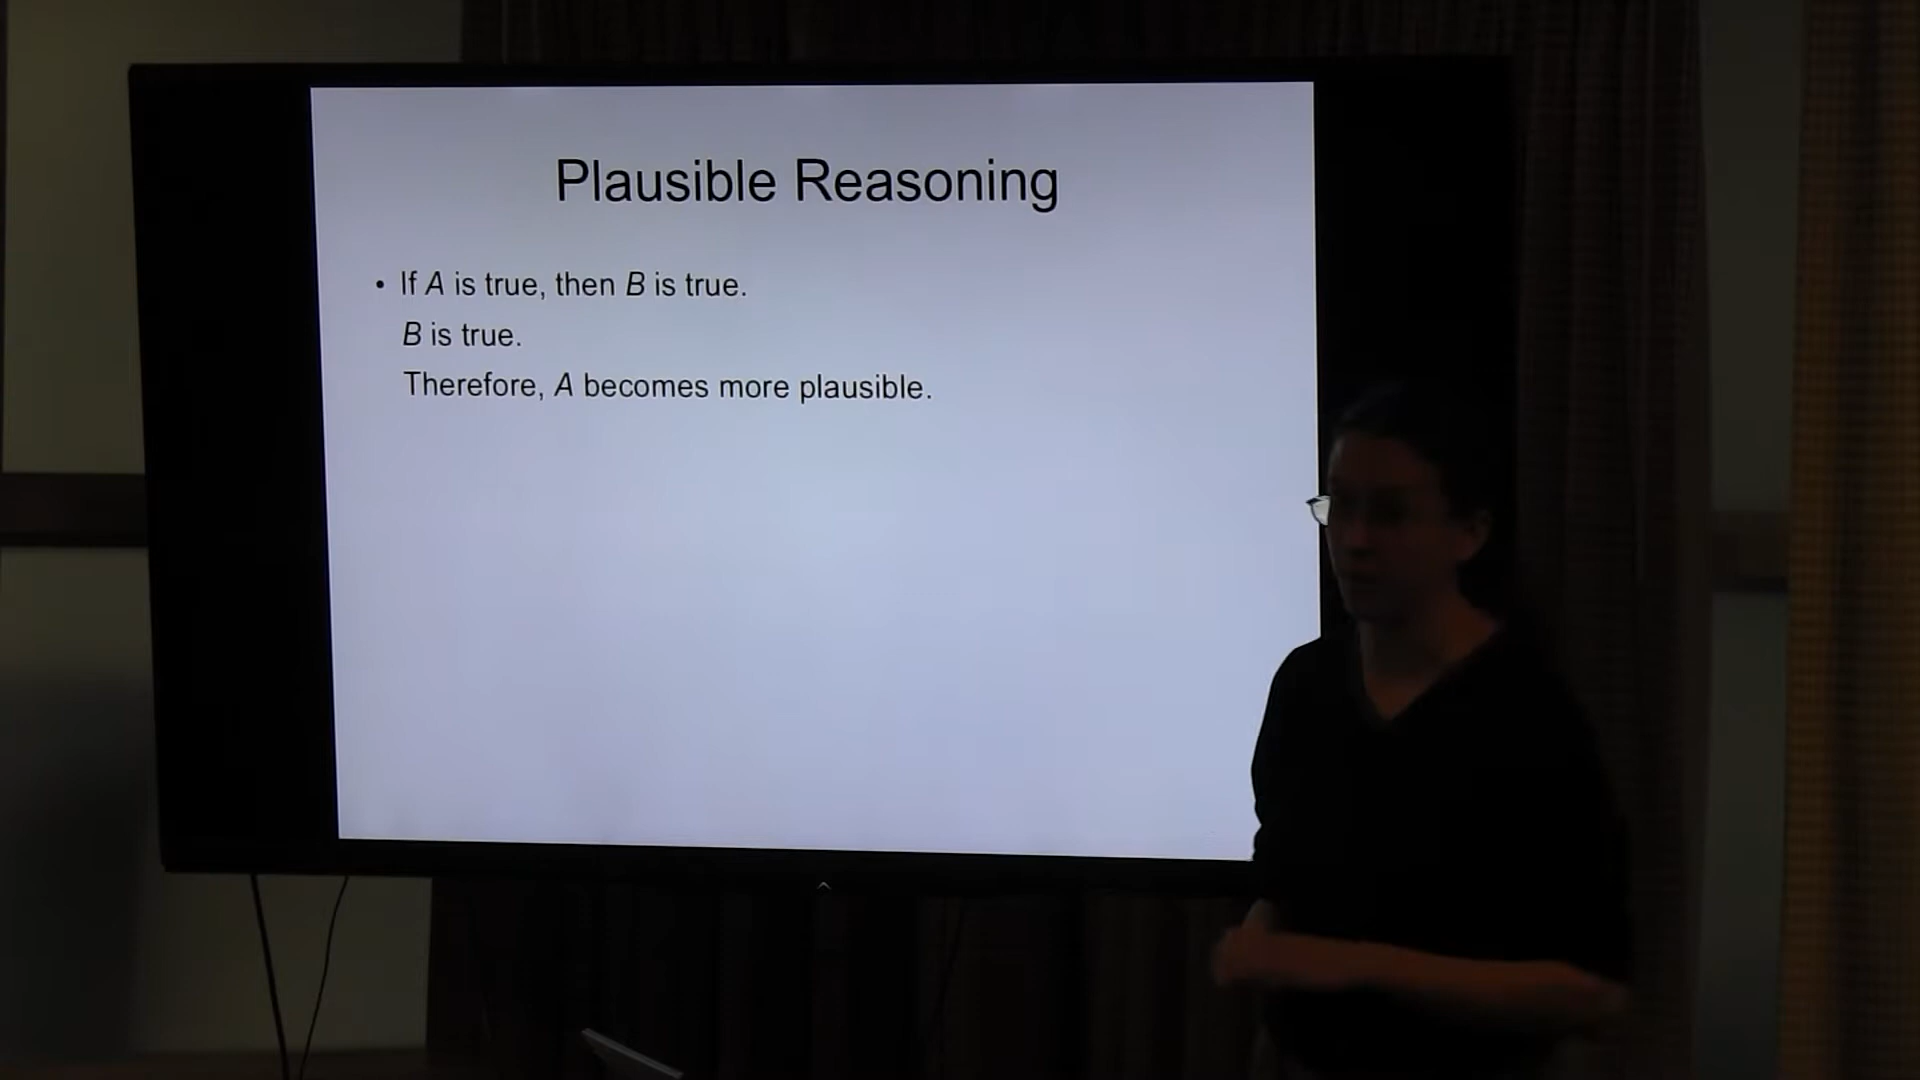 Plausible Reasoning
• If A is true, then B is true.
B is true.
Therefore, A becomes more plausible.